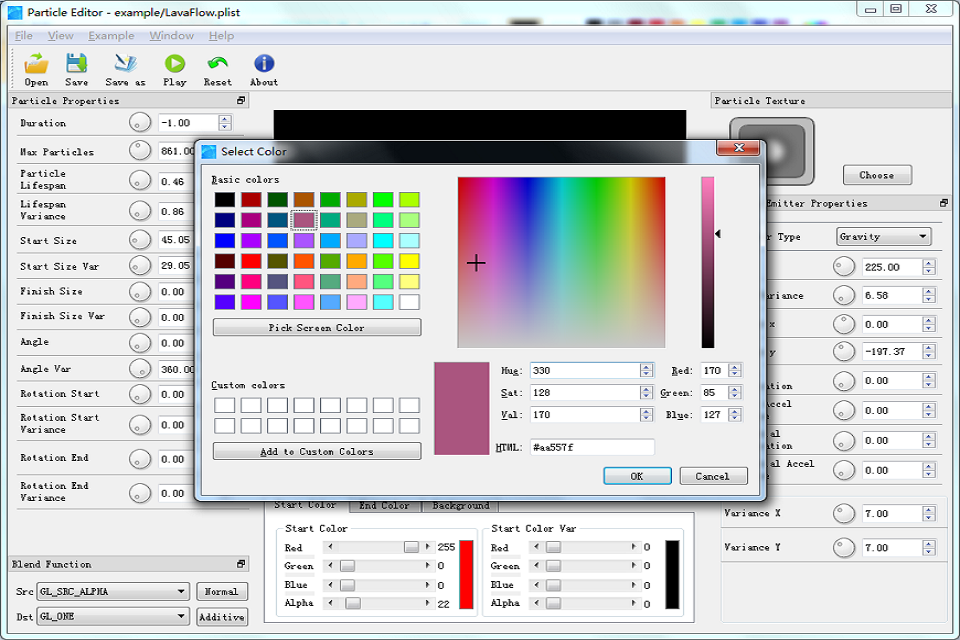 Particle Editor - example/LavaFlow.plist
File View Example Window Help
Open Save Save as Play Reset About
Particle Properties
Duration -1.00
Max Particles 861.00
Particle Lifespan 0.46
Lifespan Variance 0.86
Start Size 45.05
Start Size Var 29.05
Finish Size 0.00
Finish Size Var 0.00
Angle 0.00
Angle Var 360.00
Rotation Start 0.00
Rotation Start Variance 0.00
Rotation End 0.00
Rotation End Variance 0.00
Blend Function
Src GL_SRC_ALPHA Normal
Dst GL_ONE Additive
Select Color
Basic colors
Pick Screen Color
Custom colors
Add to Custom Colors
Hue: 330 Red: 170
Sat: 128 Green: 85
Val: 170 Blue: 127
HTML: #aa557f
OK Cancel
Start Color End Color Background
Start Color
Red 255
Green 0
Blue 0
Alpha 22
Start Color Var
Red 0
Green 0
Blue 0
Alpha 0
Particle Texture
Choose
Emitter Properties
r Type Gravity
225.00
ariance 6.58
x 0.00
y -197.37
ation 0.00
Accel 0.00
al ation 0.00
al Accel 0.00
Variance X 7.00
Variance Y 7.00